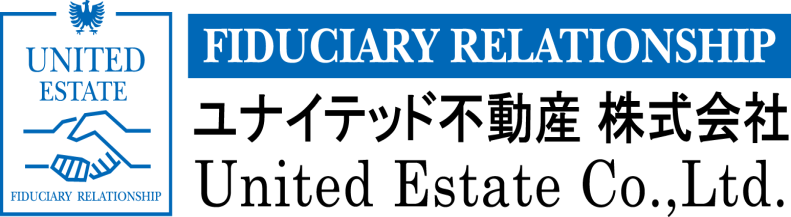 UNITED
ESTATE
FIDUCIARY RELATIONSHIP
FIDUCIARY RELATIONSHIP
ユナイテッド不動産 株式会社
United Estate Co.,Ltd.